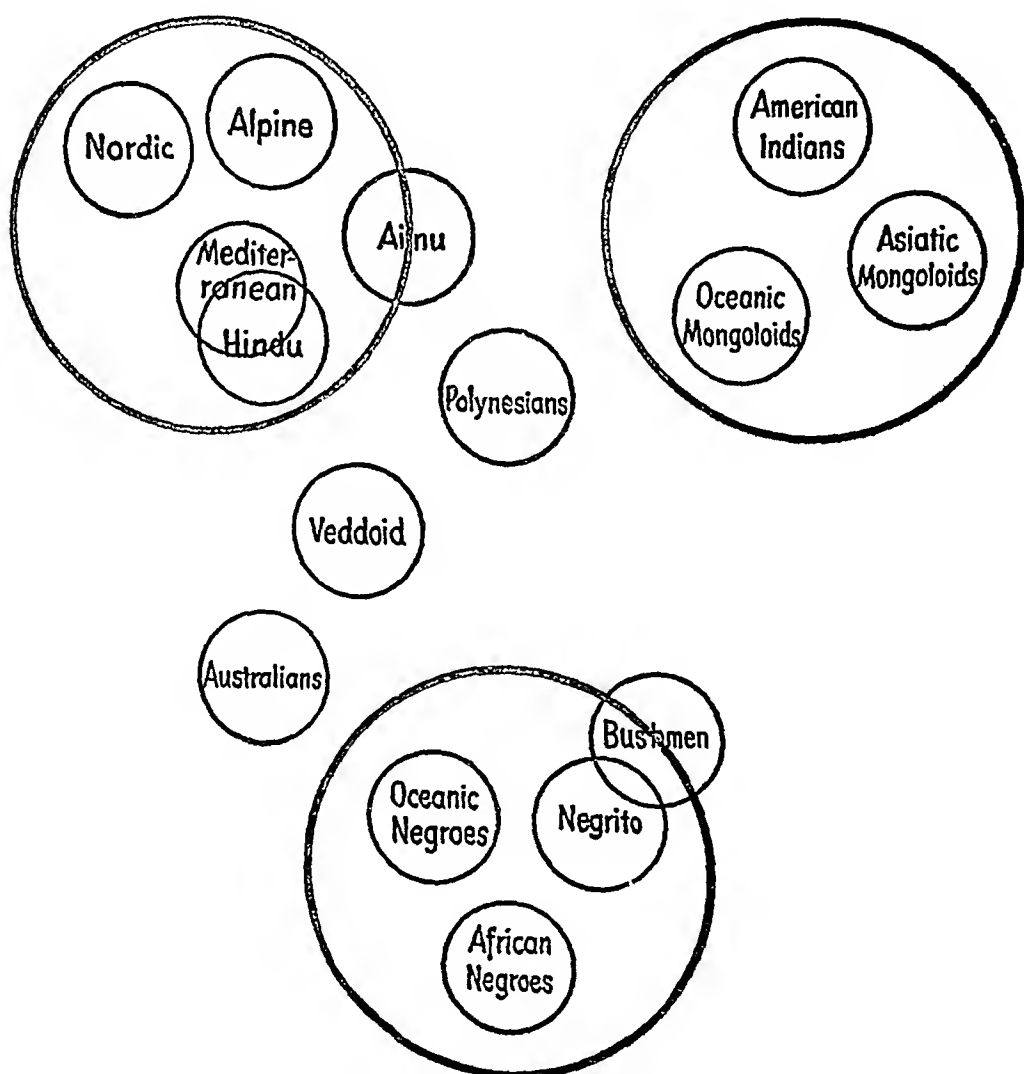 Nordic
Alpine
Mediter-
ranean
Hindu
Ainu
American
Indians
Asiatic
Mongoloids
Oceanic
Mongoloids
Polynesians
Veddoid
Australians
Bushmen
Oceanic
Negroes
Negrito
African
Negroes